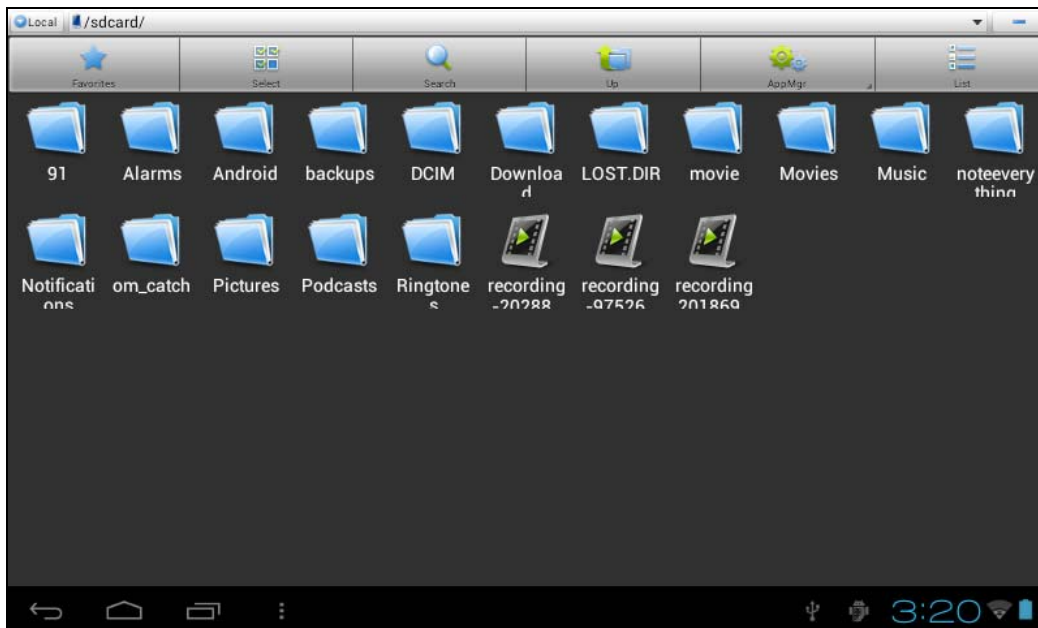 Local /sdcard/
Favorites Select Search Up AppMgr List
91 Alarms Android backups DCIM Downloa LOST.DIR movie Movies Music noteevery
d thing
Notificati om_catch Pictures Podcasts Ringtone recording recording recording
ons s -20288 -97526 201869
3:20